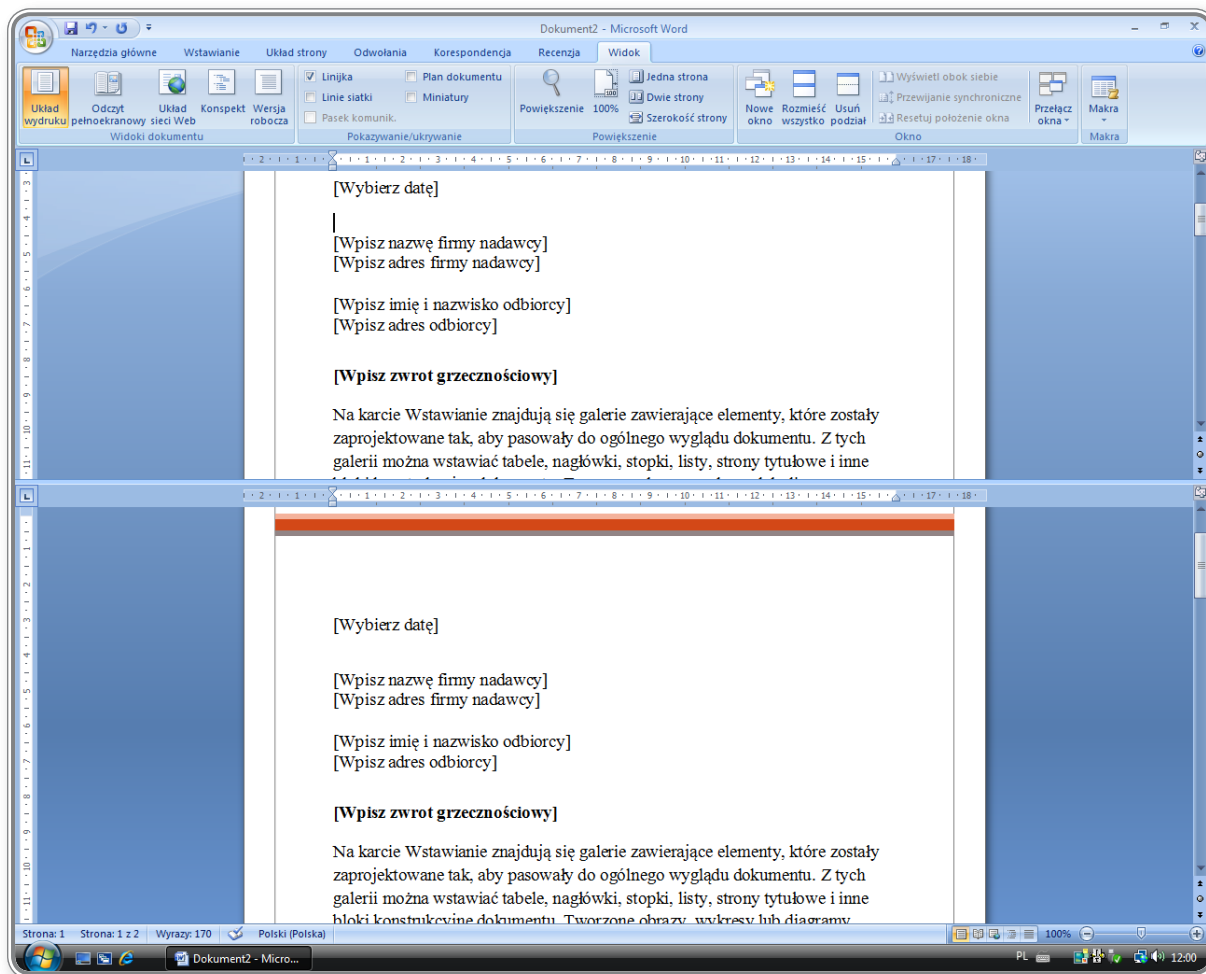 Dokument2 - Microsoft Word
Narzędzia główne Wstawianie Układ strony Odwołania Korespondencja Recenzja Widok
Układ wydruku
Odczyt pełnoekranowy
Układ sieci Web
Konspekt
Wersja robocza
Widoki dokumentu
Linijka
Linie siatki
Pasek komunik.
Plan dokumentu
Miniatury
Pokazywanie/ukrywanie
Powiększenie
100%
Jedna strona
Dwie strony
Szerokość strony
Powiększenie
Nowe okno
Rozmieść wszystko
Usuń podział
Wyświetl obok siebie
Przewijanie synchroniczne
Resetuj położenie okna
Okno
Przełącz okna
Makra
Makra
[Wybierz datę]
[Wpisz nazwę firmy nadawcy]
[Wpisz adres firmy nadawcy]
[Wpisz imię i nazwisko odbiorcy]
[Wpisz adres odbiorcy]
[Wpisz zwrot grzecznościowy]
Na karcie Wstawianie znajdują się galerie zawierające elementy, które zostały
zaprojektowane tak, aby pasowały do ogólnego wyglądu dokumentu. Z tych
galerii można wstawiać tabele, nagłówki, stopki, listy, strony tytułowe i inne
[Wybierz datę]
[Wpisz nazwę firmy nadawcy]
[Wpisz adres firmy nadawcy]
[Wpisz imię i nazwisko odbiorcy]
[Wpisz adres odbiorcy]
[Wpisz zwrot grzecznościowy]
Na karcie Wstawianie znajdują się galerie zawierające elementy, które zostały
zaprojektowane tak, aby pasowały do ogólnego wyglądu dokumentu. Z tych
galerii można wstawiać tabele, nagłówki, stopki, listy, strony tytułowe i inne
bloki konstrukcyjne dokumentu. Tworzone obrazy, wykresy lub diagramy
Strona: 1 Strona: 1 z 2 Wyrazy: 170 Polski (Polska) 100%
Dokument2 - Micro... PL 12:00